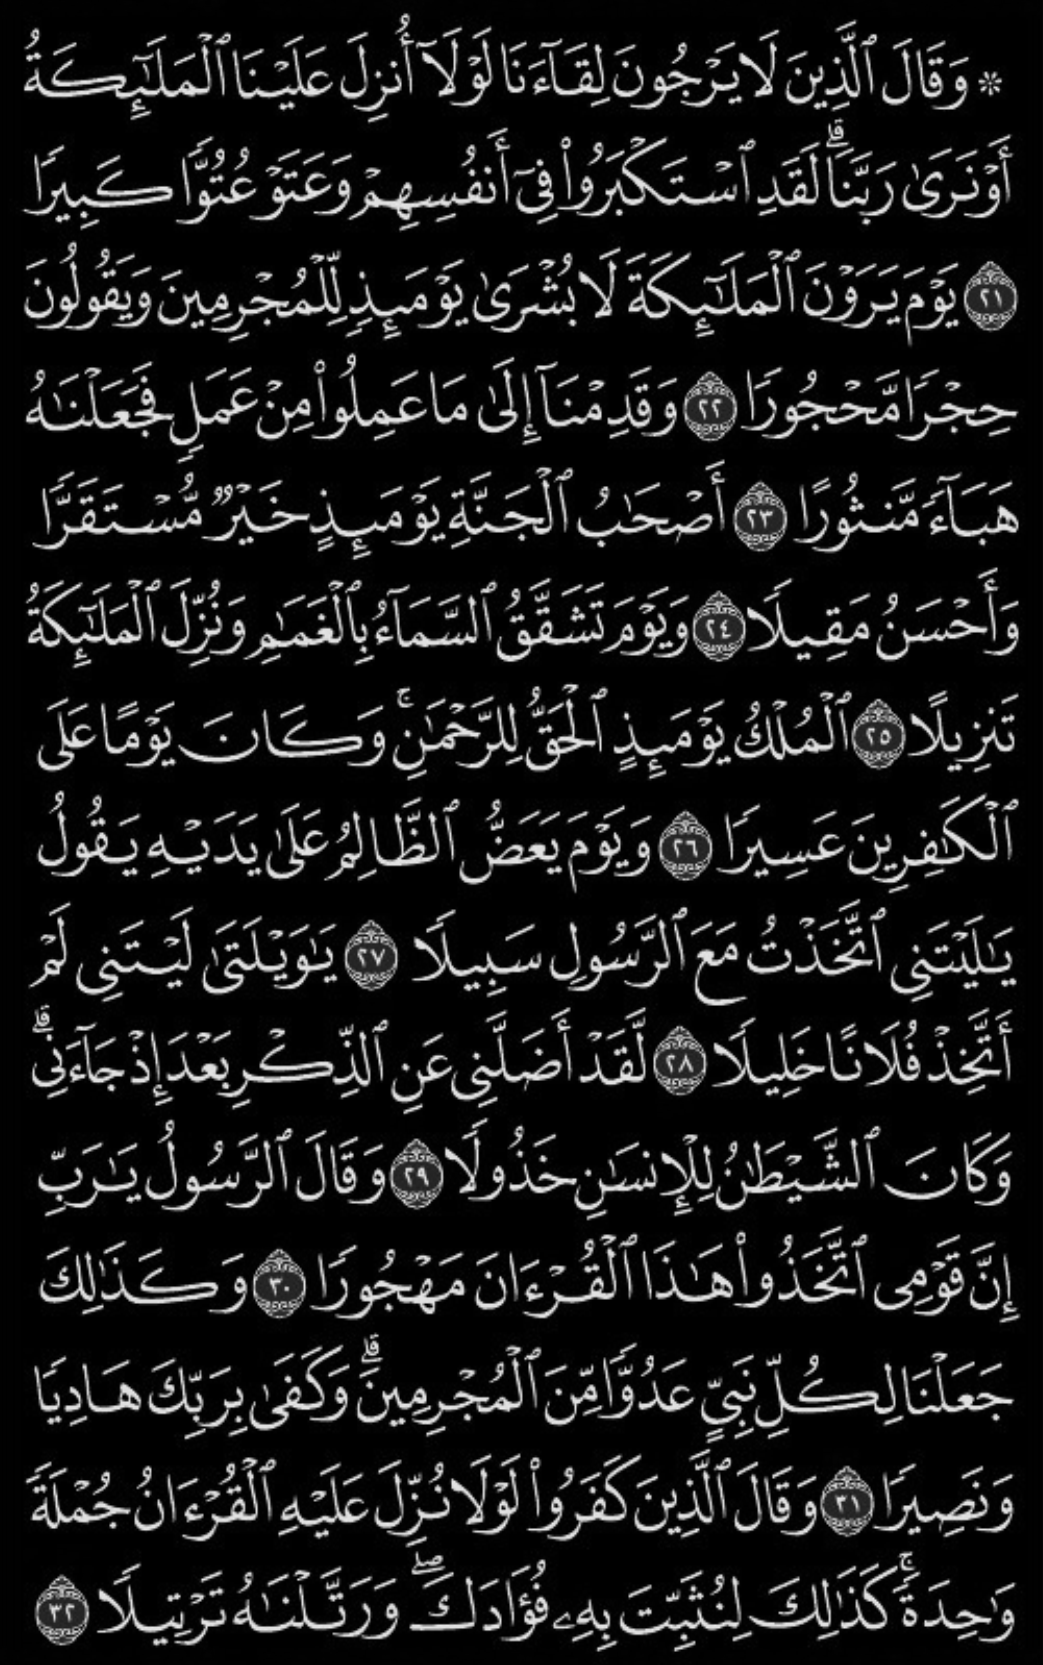 ۞ وَقَالَ ٱلَّذِينَ لَا يَرْجُونَ لِقَآءَنَا لَوْلَآ أُنزِلَ عَلَيْنَا ٱلْمَلَـٰٓئِكَةُ
أَوْ نَرَىٰ رَبَّنَا ۗ لَقَدِ ٱسْتَكْبَرُوا۟ فِىٓ أَنفُسِهِمْ وَعَتَوْ عُتُوًّا كَبِيرًا
٢١ يَوْمَ يَرَوْنَ ٱلْمَلَـٰٓئِكَةَ لَا بُشْرَىٰ يَوْمَئِذٍ لِّلْمُجْرِمِينَ وَيَقُولُونَ
حِجْرًا مَّحْجُورًا ٢٢ وَقَدِمْنَآ إِلَىٰ مَا عَمِلُوا۟ مِنْ عَمَلٍ فَجَعَلْنَـٰهُ
هَبَآءً مَّنثُورًا ٢٣ أَصْحَـٰبُ ٱلْجَنَّةِ يَوْمَئِذٍ خَيْرٌ مُّسْتَقَرًّا
وَأَحْسَنُ مَقِيلًا ٢٤ وَيَوْمَ تَشَقَّقُ ٱلسَّمَآءُ بِٱلْغَمَـٰمِ وَنُزِّلَ ٱلْمَلَـٰٓئِكَةُ
تَنزِيلًا ٢٥ ٱلْمُلْكُ يَوْمَئِذٍ ٱلْحَقُّ لِلرَّحْمَـٰنِ ۚ وَكَانَ يَوْمًا عَلَى
ٱلْكَـٰفِرِينَ عَسِيرًا ٢٦ وَيَوْمَ يَعَضُّ ٱلظَّالِمُ عَلَىٰ يَدَيْهِ يَقُولُ
يَـٰلَيْتَنِى ٱتَّخَذْتُ مَعَ ٱلرَّسُولِ سَبِيلًا ٢٧ يَـٰوَيْلَتَىٰ لَيْتَنِى لَمْ
أَتَّخِذْ فُلَانًا خَلِيلًا ٢٨ لَّقَدْ أَضَلَّنِى عَنِ ٱلذِّكْرِ بَعْدَ إِذْ جَآءَنِى ۗ
وَكَانَ ٱلشَّيْطَـٰنُ لِلْإِنسَـٰنِ خَذُولًا ٢٩ وَقَالَ ٱلرَّسُولُ يَـٰرَبِّ
إِنَّ قَوْمِى ٱتَّخَذُوا۟ هَـٰذَا ٱلْقُرْءَانَ مَهْجُورًا ٣٠ وَكَذَٰلِكَ
جَعَلْنَا لِكُلِّ نَبِىٍّ عَدُوًّا مِّنَ ٱلْمُجْرِمِينَ ۗ وَكَفَىٰ بِرَبِّكَ هَادِيًا
وَنَصِيرًا ٣١ وَقَالَ ٱلَّذِينَ كَفَرُوا۟ لَوْلَا نُزِّلَ عَلَيْهِ ٱلْقُرْءَانُ جُمْلَةً
وَٰحِدَةً ۚ كَذَٰلِكَ لِنُثَبِّتَ بِهِۦ فُؤَادَكَ ۖ وَرَتَّلْنَـٰهُ تَرْتِيلًا ٣٢